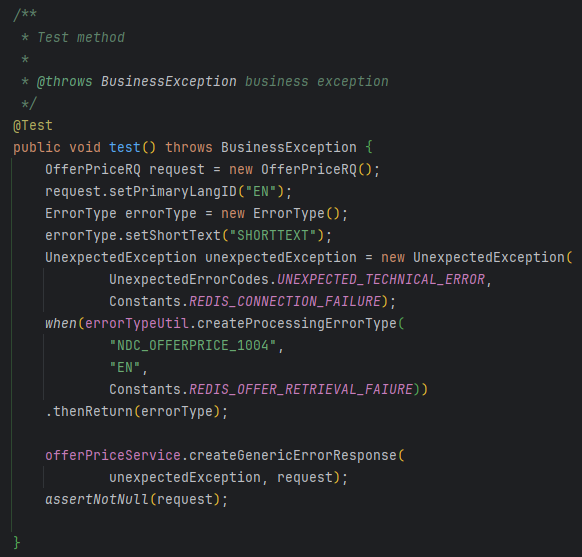 /**
 * Test method
 *
 * @throws BusinessException business exception
 */
@Test
public void test() throws BusinessException {
    OfferPriceRQ request = new OfferPriceRQ();
    request.setPrimaryLangID("EN");
    ErrorType errorType = new ErrorType();
    errorType.setShortText("SHORTTEXT");
    UnexpectedException unexpectedException = new UnexpectedException(
            UnexpectedErrorCodes.UNEXPECTED_TECHNICAL_ERROR,
            Constants.REDIS_CONNECTION_FAILURE);
    when(errorTypeUtil.createProcessingErrorType(
            "NDC_OFFERPRICE_1004",
            "EN",
            Constants.REDIS_OFFER_RETRIEVAL_FAIURE))
    .thenReturn(errorType);

    offerPriceService.createGenericErrorResponse(
            unexpectedException, request);
    assertNotNull(request);

}